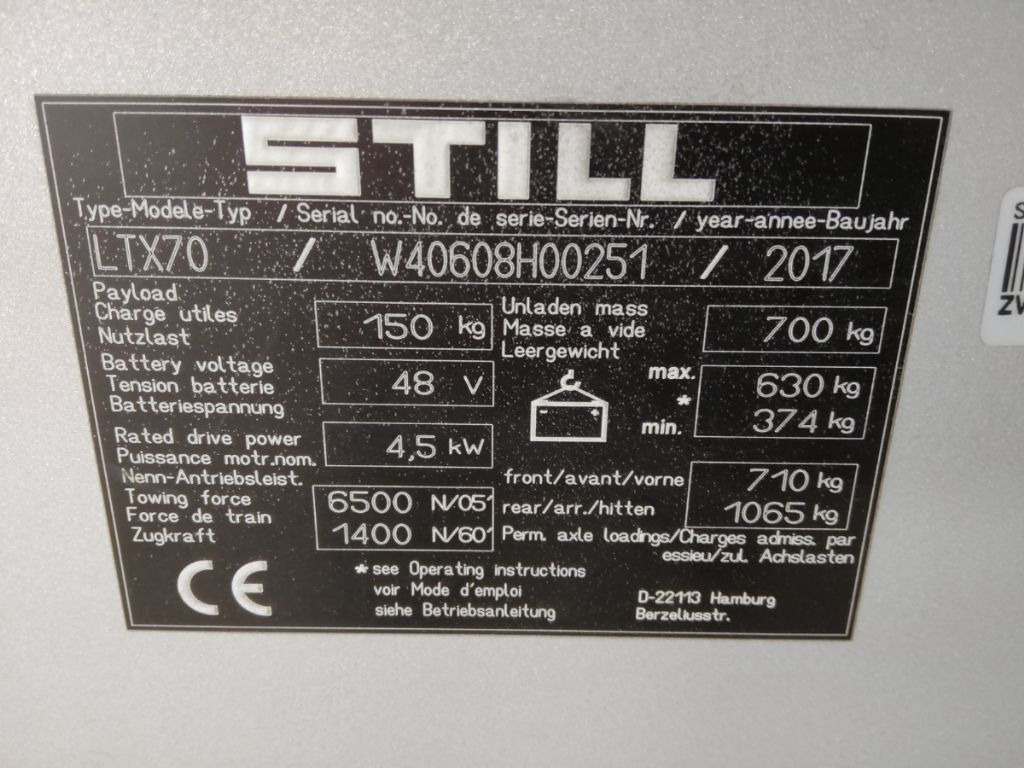 STILL
Type-Modele-Typ / Serial no.-No. de serie-Serien-Nr. / year-annee-Baujahr
LTX70 / W40608H00251 / 2017
Payload
Charge utiles
Nutzlast
150 kg
Unladen mass
Masse a vide
Leergewicht
700 kg
Battery voltage
Tension batterie
Batteriespannung
48 V
max. 630 kg
*
min. 374 kg
Rated drive power
Puissance motr.nom.
Nenn-Antriebsleist.
4,5 kW
front/avant/vorne 710 kg
rear/arr./hitten 1065 kg
Towing force
Force de train
Zugkraft
6500 N/05'
1400 N/60'
Perm. axle loadings/Charges admiss. par
essieu/zul. Achslasten
CE
* see Operating instructions
voir Mode d'emploi
siehe Betriebsanleitung
D-22113 Hamburg
Berzeliusstr.